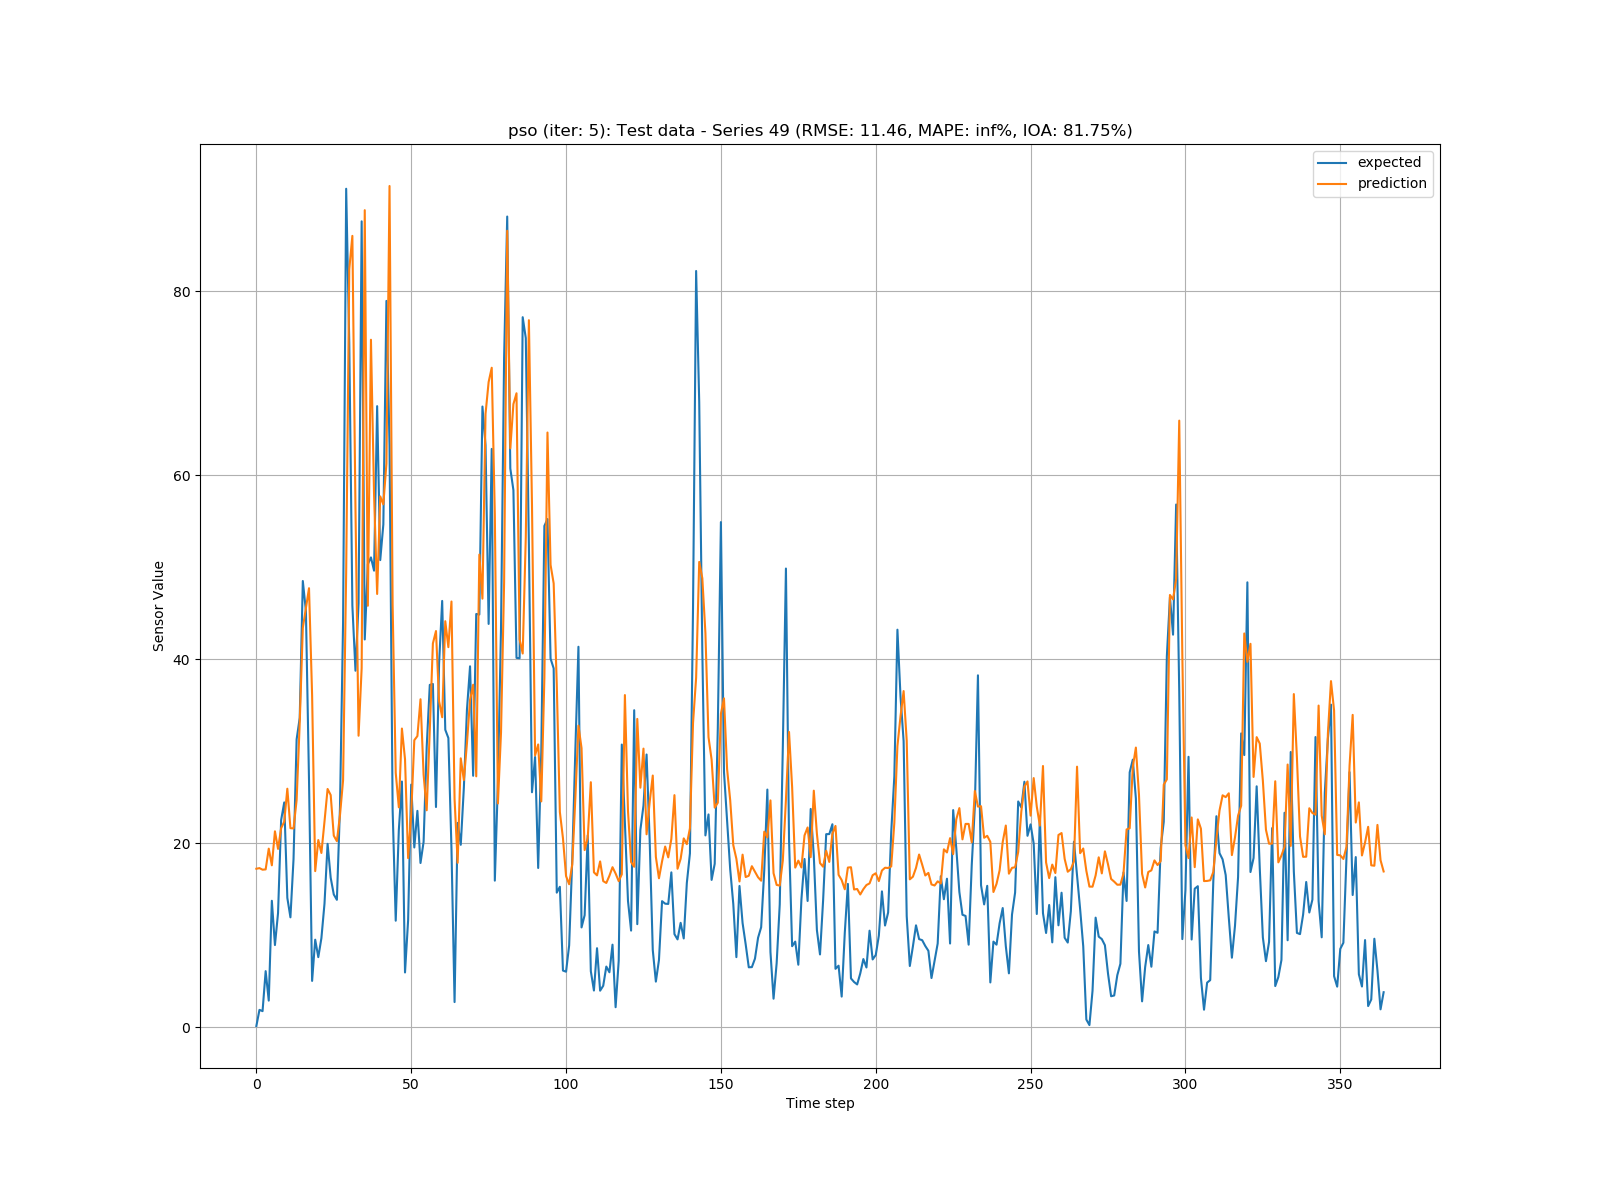 pso (iter: 5): Test data - Series 49 (RMSE: 11.46, MAPE: inf%, IOA: 81.75%)
expected
prediction
80
60
40
20
0
Sensor Value
0 50 100 150 200 250 300 350
Time step